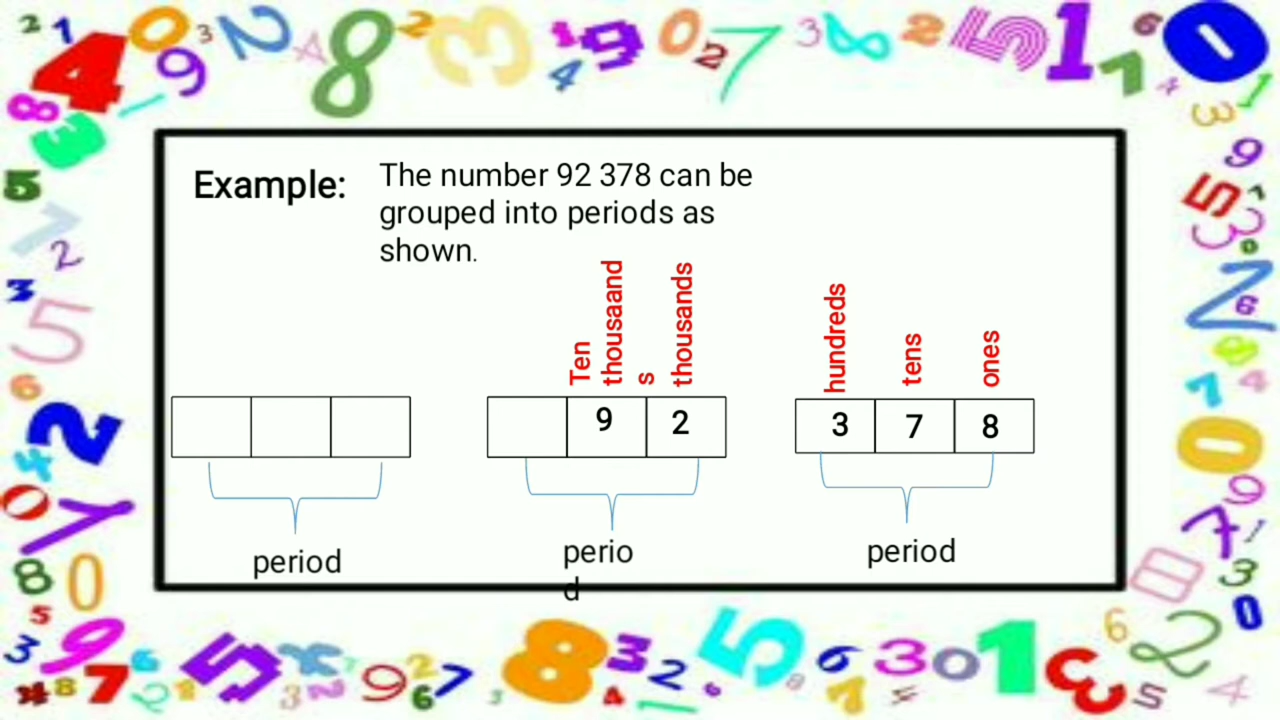 Example:
The number 92 378 can be
grouped into periods as
shown.
Ten
thousaand
s
thousands
hundreds
tens
ones
9 2
3 7 8
period
perio
d
period